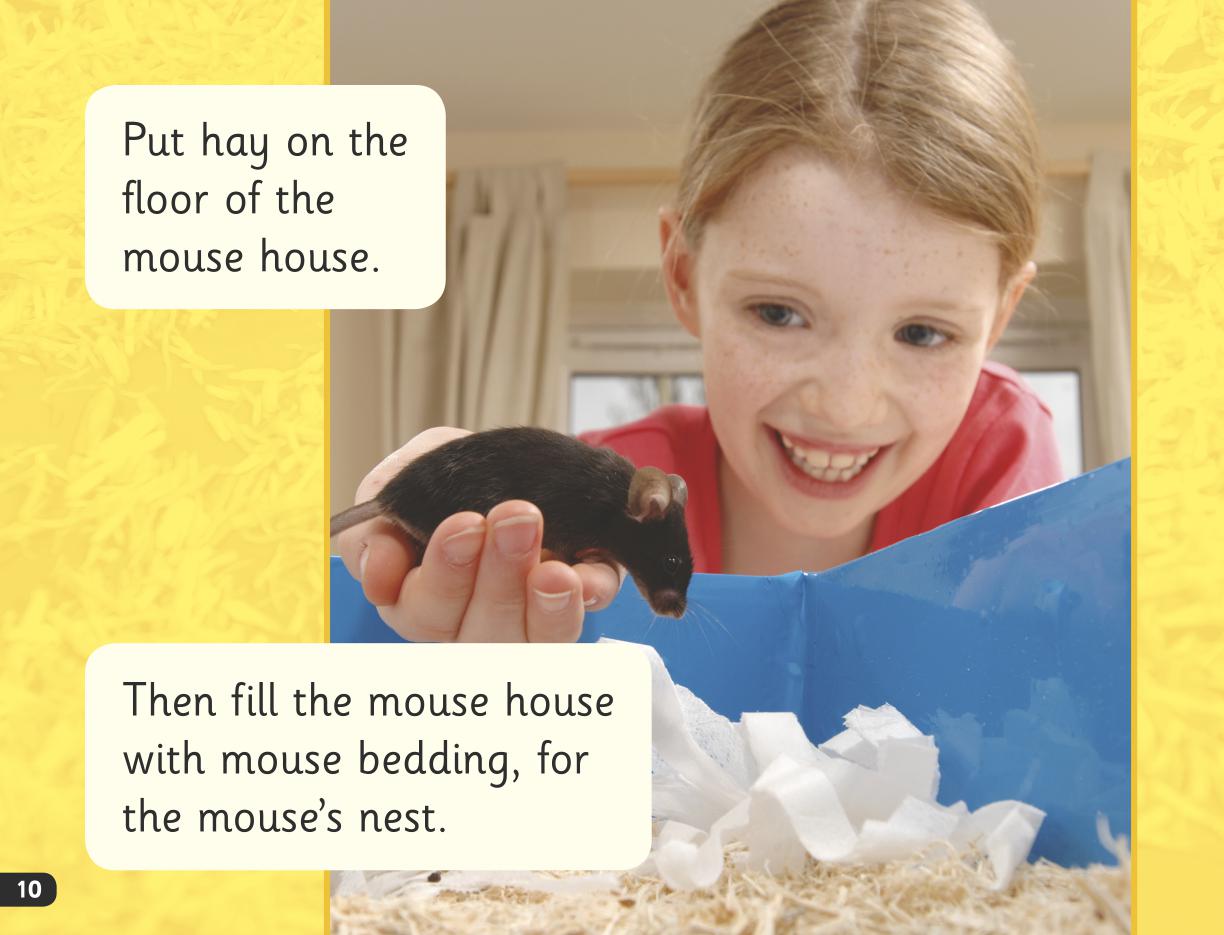 Put hay on the
floor of the
mouse house.
Then fill the mouse house
with mouse bedding, for
the mouse’s nest.
10